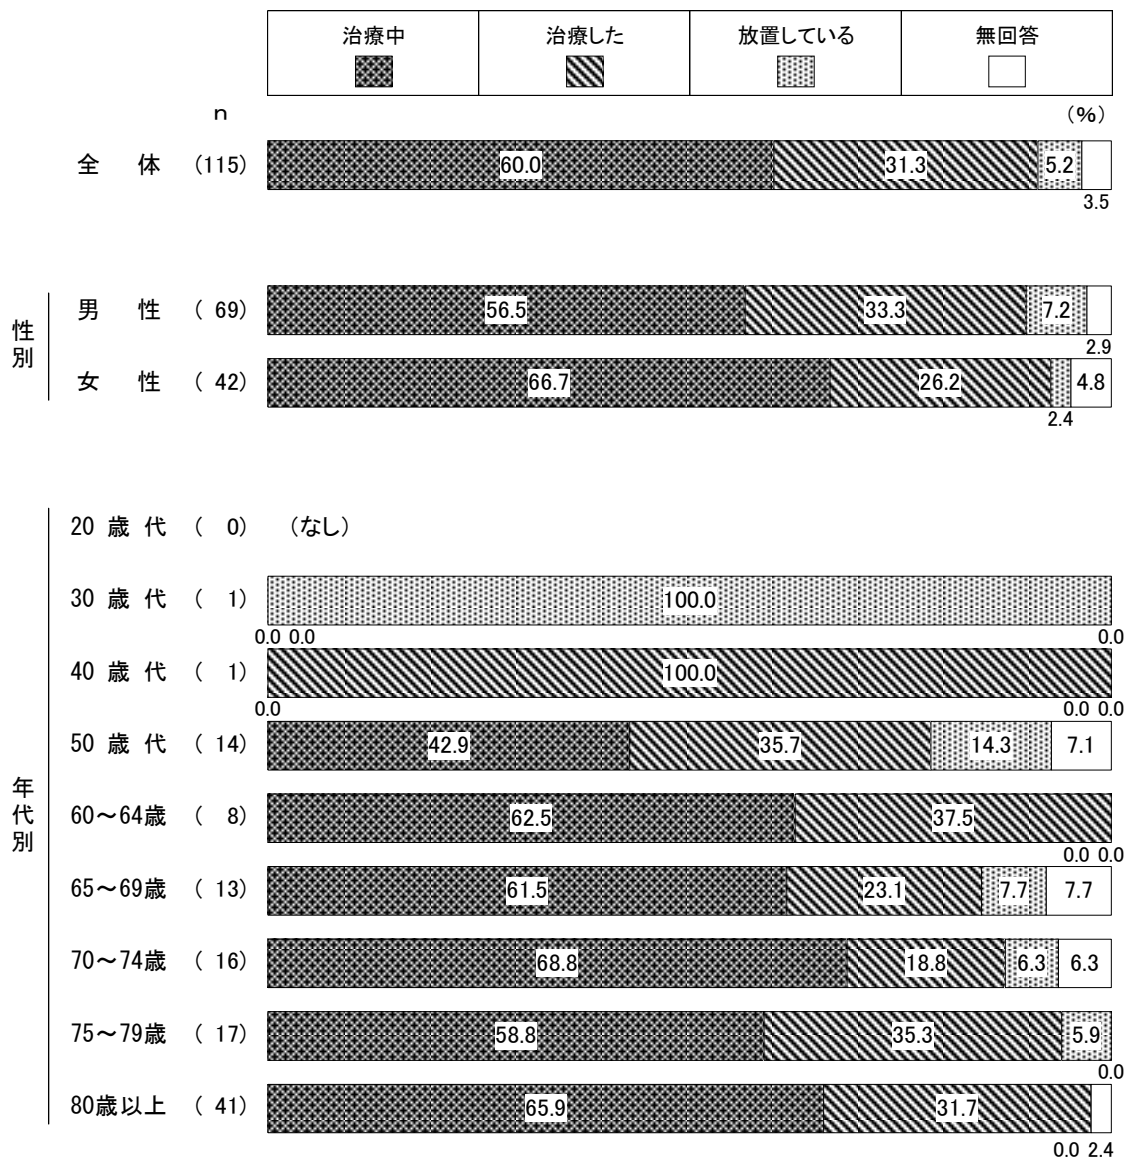 治療中 治療した 放置している 無回答
ｎ (%)
全 体 (115) 60.0 31.3 5.2
3.5
性別
男 性 ( 69) 56.5 33.3 7.2
2.9
女 性 ( 42) 66.7 26.2 4.8
2.4
年代別
20 歳 代 ( 0) (なし)
30 歳 代 ( 1) 100.0
0.0 0.0 0.0
40 歳 代 ( 1) 100.0
0.0 0.0 0.0
50 歳 代 ( 14) 42.9 35.7 14.3 7.1
60～64歳 ( 8) 62.5 37.5
0.0 0.0
65～69歳 ( 13) 61.5 23.1 7.7 7.7
70～74歳 ( 16) 68.8 18.8 6.3 6.3
75～79歳 ( 17) 58.8 35.3 5.9
0.0
80歳以上 ( 41) 65.9 31.7
0.0 2.4